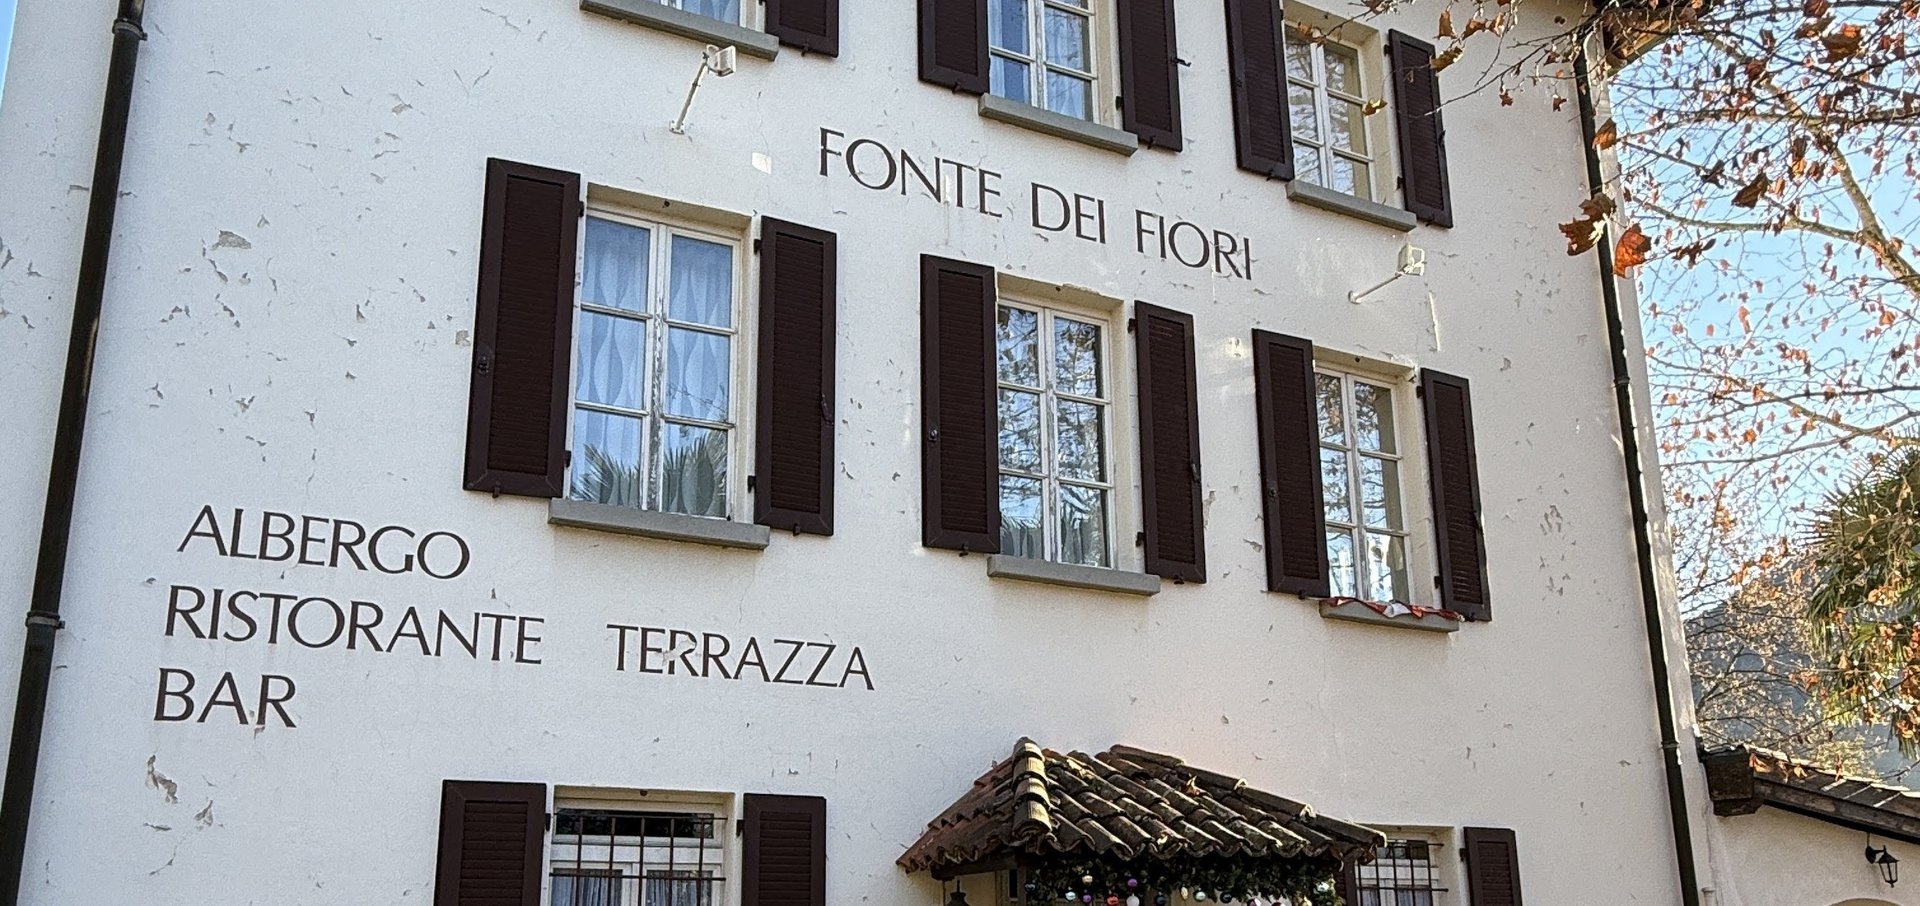 FONTE DEI FIORI
ALBERGO
RISTORANTE TERRAZZA
BAR